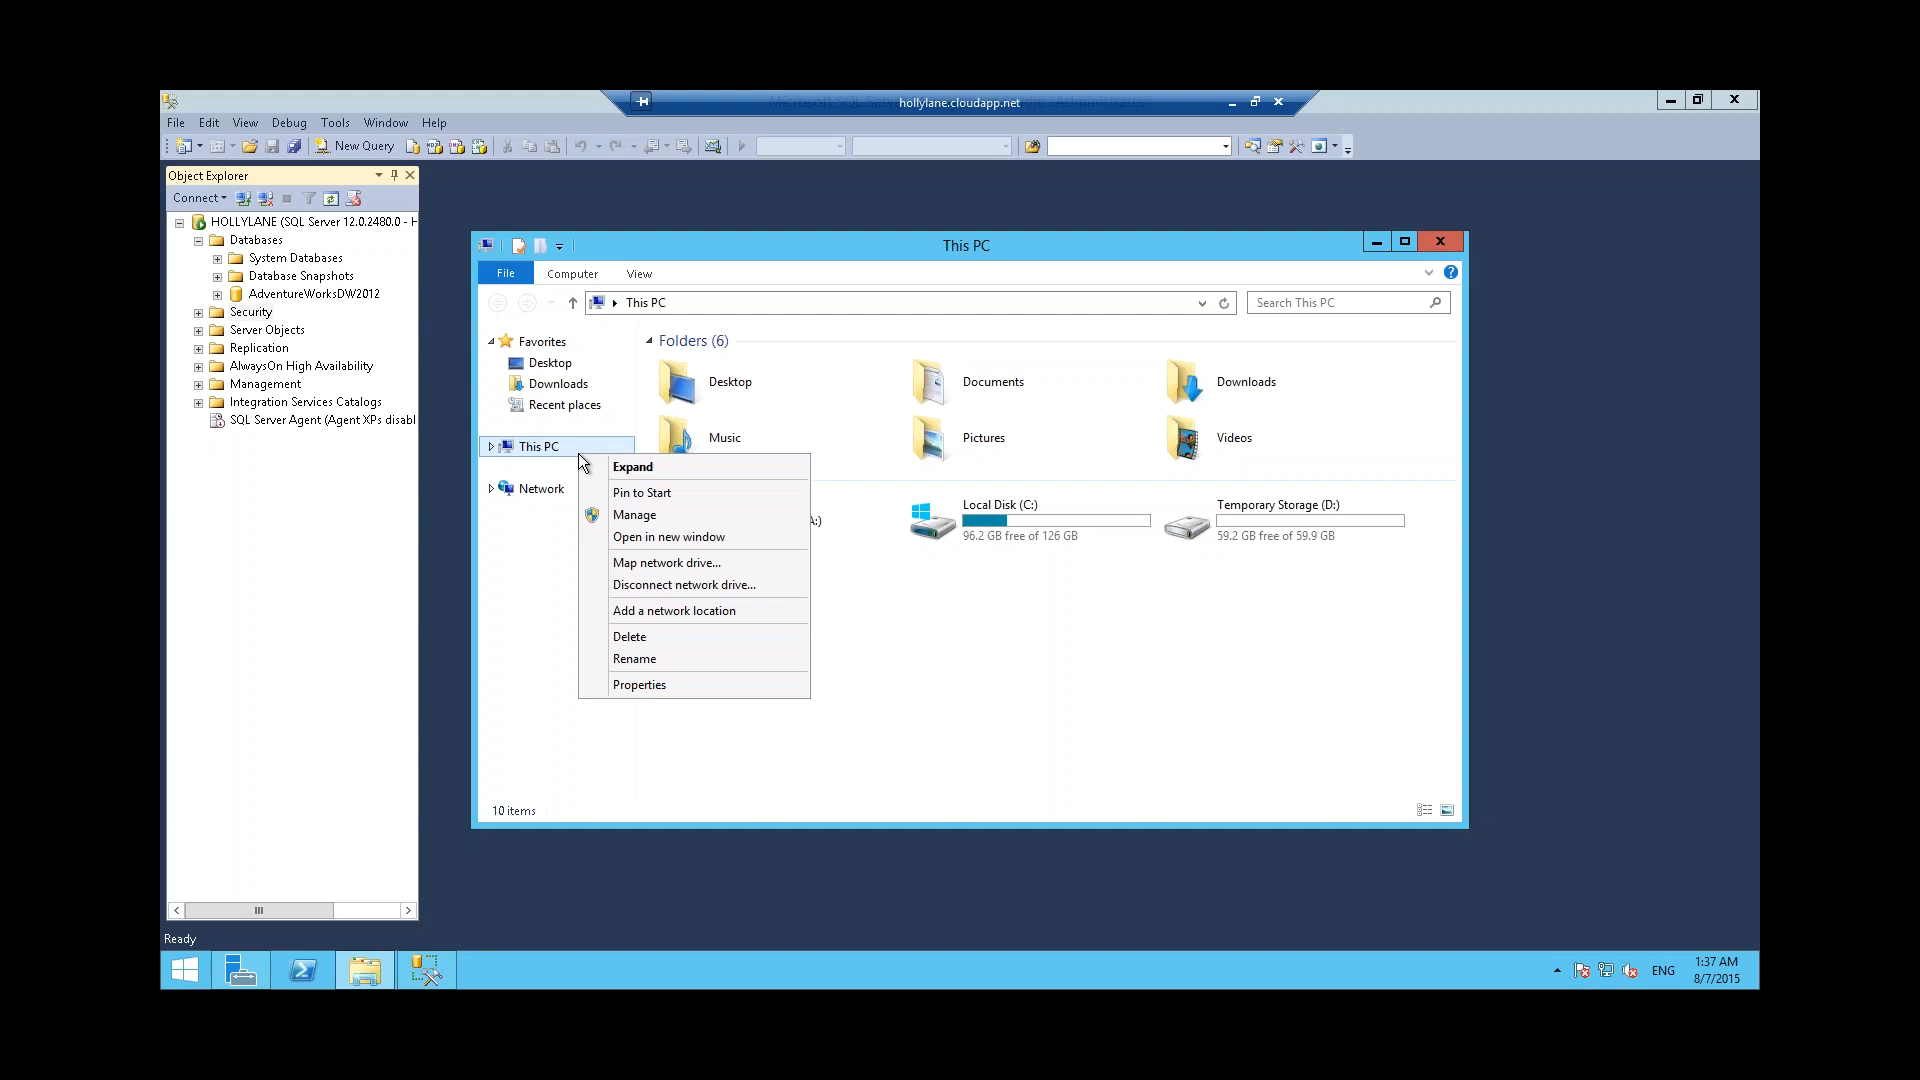 hollylane.cloudapp.net
File Edit View Debug Tools Window Help
New Query
Object Explorer
Connect
HOLLYLANE (SQL Server 12.0.2480.0 - H
Databases
System Databases
Database Snapshots
AdventureWorksDW2012
Security
Server Objects
Replication
AlwaysOn High Availability
Management
Integration Services Catalogs
SQL Server Agent (Agent XPs disabl
Ready
This PC
File Computer View
This PC
Search This PC
Favorites
Desktop
Downloads
Recent places
This PC
Network
Folders (6)
Desktop
Documents
Downloads
Music
Pictures
Videos
A:)
Local Disk (C:)
96.2 GB free of 126 GB
Temporary Storage (D:)
59.2 GB free of 59.9 GB
Expand
Pin to Start
Manage
Open in new window
Map network drive...
Disconnect network drive...
Add a network location
Delete
Rename
Properties
10 items
ENG
1:37 AM
8/7/2015